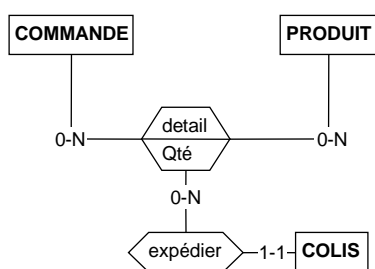 COMMANDE PRODUIT
detail
0-N 0-N
Qté
0-N
expédier 1-1 COLIS